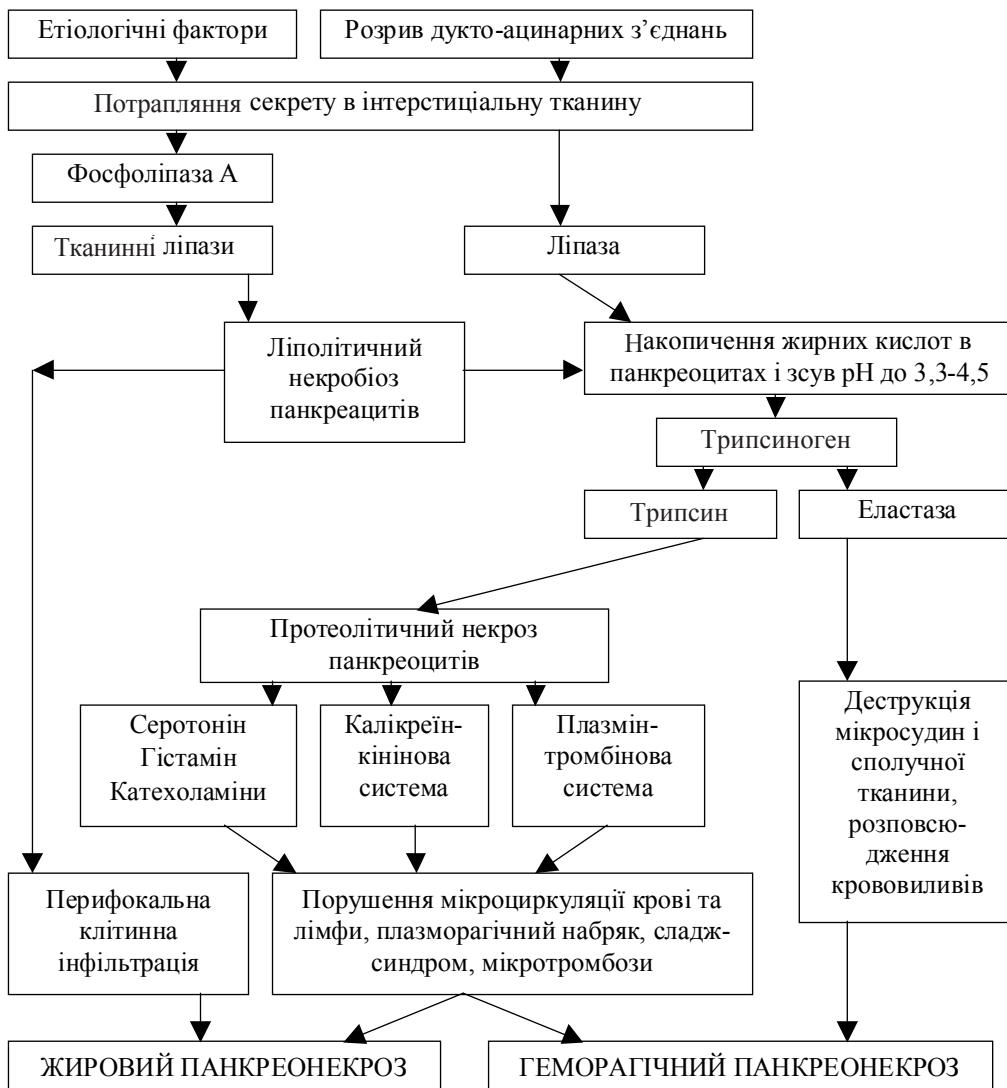 Етіологічні фактори
Розрив дукто-ацинарних з’єднань
Потрапляння секрету в інтерстиціальну тканину
Фосфоліпаза А
Тканинні ліпази
Ліпаза
Ліполітичний
некробіоз
панкреацитів
Накопичення жирних кислот в
панкреоцитах і зсув рН до 3,3-4,5
Трипсиноген
Трипсин
Еластаза
Протеолітичний некроз
панкреоцитів
Серотонін
Гістамін
Катехоламіни
Калікреїн-
кінінова
система
Плазмін-
тромбінова
система
Деструкція
мікросудин і
сполучної
тканини,
розповсю-
дження
крововиливів
Перифокальна
клітинна
інфільтрація
Порушення мікроциркуляції крові та
лімфи, плазморагічний набряк, сладж-
синдром, мікротромбози
ЖИРОВИЙ ПАНКРЕОНЕКРОЗ
ГЕМОРАГІЧНИЙ ПАНКРЕОНЕКРОЗ